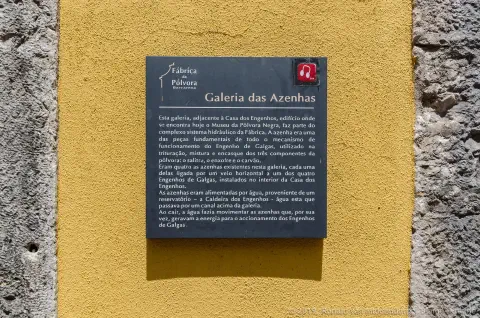 Fábrica
da
Pólvora
Barcarena
Galeria das Azenhas
Esta galeria, adjacente à Casa dos Engenhos, edifício onde
se encontra hoje o Museu da Pólvora Negra, faz parte do
complexo sistema hidráulico da Fábrica. A azenha era uma
das peças fundamentais de todo o mecanismo de
funcionamento do Engenho de Galgas, utilizado na
trituração, mistura e encasque dos três componentes da
pólvora: o salitre, o enxofre e o carvão.
Eram quatro as azenhas existentes nesta galeria, cada uma
delas ligada por um veio horizontal a um dos quatro
Engenhos de Galgas, instalados no interior da Casa dos
Engenhos.
As azenhas eram alimentadas por água, proveniente de um
reservatório - a Caldeira dos Engenhos - água esta que
passava por um canal acima da galeria.
Ao cair, a água fazia movimentar as azenhas que, por sua
vez, geravam a energia para o accionamento dos Engenhos
de Galgas